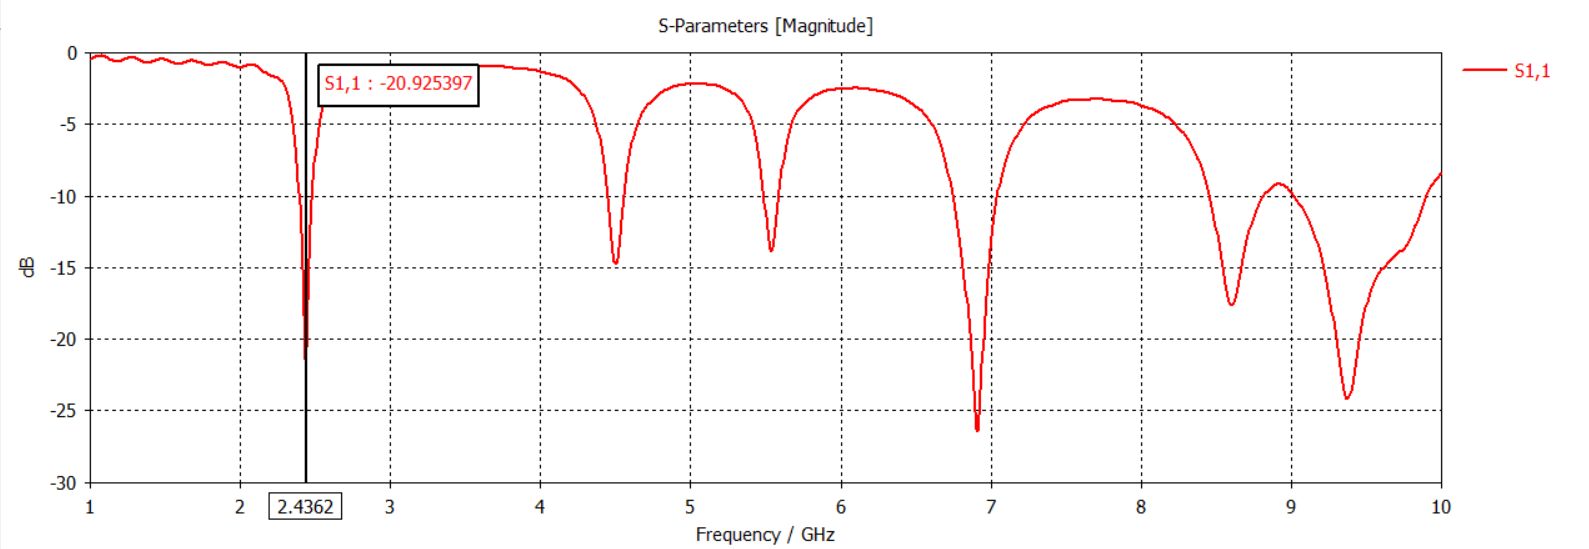 S-Parameters [Magnitude]
0
S1,1 : -20.925397
S1,1
-5
-10
-15
dB
-20
-25
-30
1 2 2.4362 3 4 5 6 7 8 9 10
Frequency / GHz